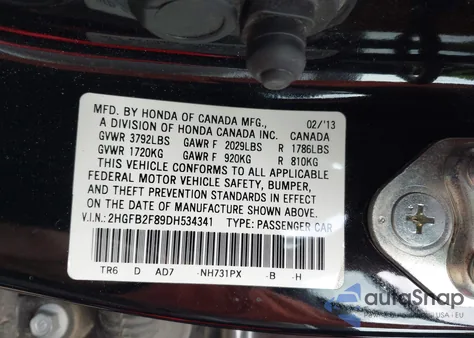 MFD. BY HONDA OF CANADA MFG., 02/'13
A DIVISION OF HONDA CANADA INC. CANADA
GVWR 3792LBS GAWR F 2029LBS R 1786LBS
GVWR 1720KG GAWR F 920KG R 810KG
THIS VEHICLE CONFORMS TO ALL APPLICABLE
FEDERAL MOTOR VEHICLE SAFETY, BUMPER,
AND THEFT PREVENTION STANDARDS IN EFFECT
ON THE DATE OF MANUFACTURE SHOWN ABOVE.
V.I.N.: 2HGFB2F89DH534341 TYPE: PASSENGER CAR
TR6 D AD7 -NH731PX -B -H
autoSnap